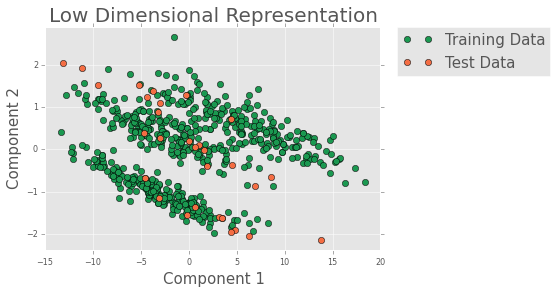 Low Dimensional Representation
Training Data
Test Data
Component 2
2
1
0
−1
−2
−15
−10
−5
0
5
10
15
20
Component 1